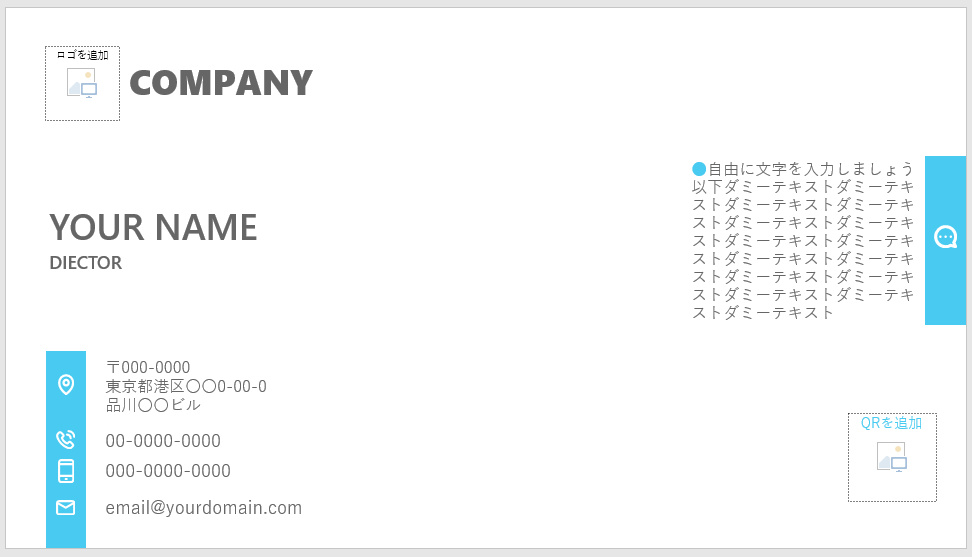 ロゴを追加
COMPANY
YOUR NAME
DIECTOR
●自由に文字を入力しましょう
以下ダミーテキストダミーテキ
ストダミーテキストダミーテキ
ストダミーテキストダミーテキ
ストダミーテキストダミーテキ
ストダミーテキストダミーテキ
ストダミーテキストダミーテキ
ストダミーテキストダミーテキ
ストダミーテキスト
〒000-0000
東京都港区〇〇0-00-0
品川〇〇ビル
00-0000-0000
000-0000-0000
email@yourdomain.com
QRを追加